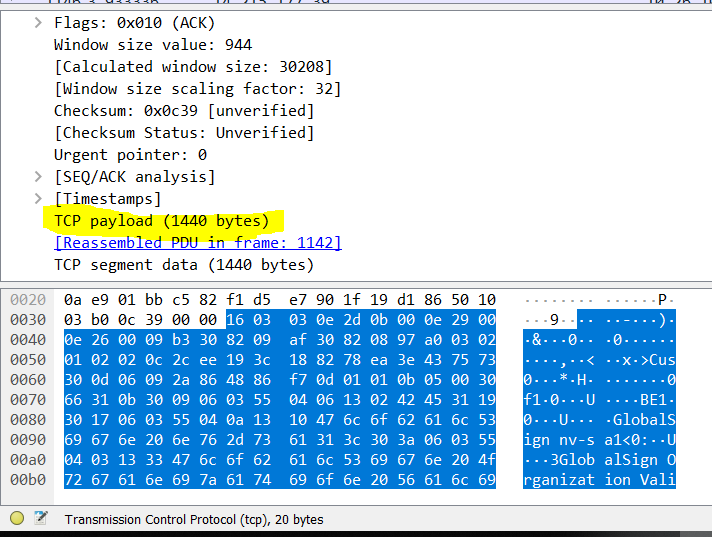 Flags: 0x010 (ACK)
Window size value: 944
[Calculated window size: 30208]
[Window size scaling factor: 32]
Checksum: 0x0c39 [unverified]
[Checksum Status: Unverified]
Urgent pointer: 0
[SEQ/ACK analysis]
[Timestamps]
TCP payload (1440 bytes)
[Reassembled PDU in frame: 1142]
TCP segment data (1440 bytes)
0020 0a e9 01 bb c5 82 f1 d5 e7 90 1f 19 d1 86 50 10 ········ ······P·
0030 03 b0 0c 39 00 00 16 03 03 0e 2d 0b 00 0e 29 00 ···9···· ··-···)·
0040 0e 26 00 09 b3 30 82 09 af 30 82 08 97 a0 03 02 ·&···0·· ·0······
0050 01 02 02 0c 2c ee 19 3c 18 82 78 ea 3e 43 75 73 ····,··< ··x·>Cus
0060 30 0d 06 09 2a 86 48 86 f7 0d 01 01 0b 05 00 30 0···*·H· ·······0
0070 66 31 0b 30 09 06 03 55 04 06 13 02 42 45 31 19 f1·0···U ····BE1·
0080 30 17 06 03 55 04 0a 13 10 47 6c 6f 62 61 6c 53 0···U··· ·GlobalS
0090 69 67 6e 20 6e 76 2d 73 61 31 3c 30 3a 06 03 55 ign nv-s a1<0:··U
00a0 04 03 13 33 47 6c 6f 62 61 6c 53 69 67 6e 20 4f ···3Glob alSign O
00b0 72 67 61 6e 69 7a 61 74 69 6f 6e 20 56 61 6c 69 rganizat ion Vali
Transmission Control Protocol (tcp), 20 bytes